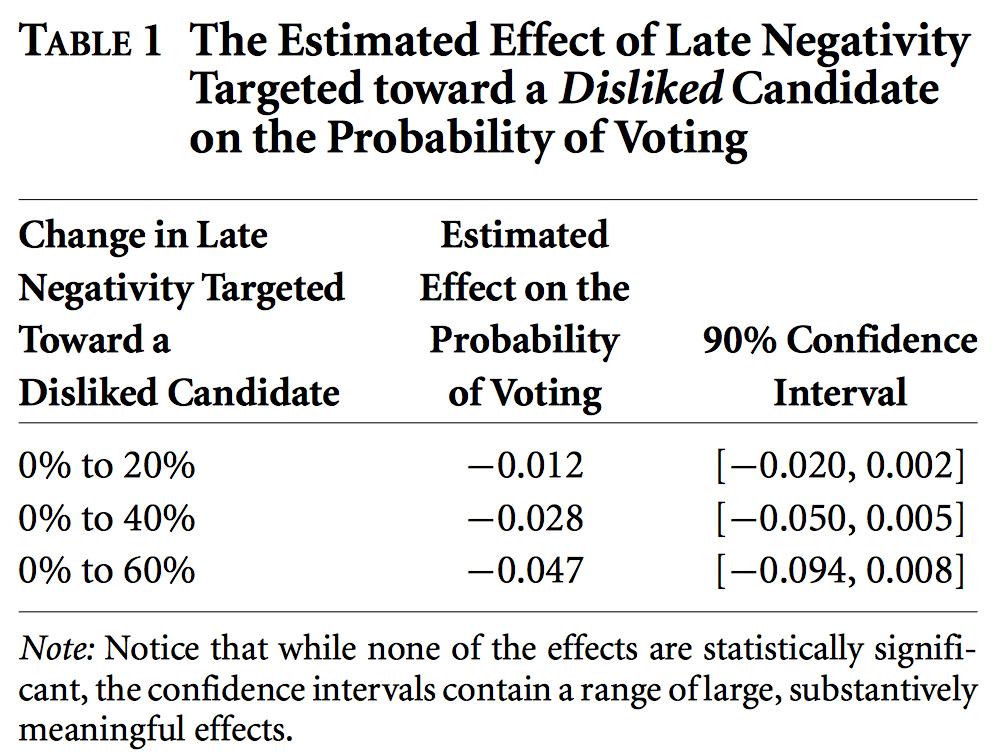 TABLE 1 The Estimated Effect of Late Negativity
Targeted toward a Disliked Candidate
on the Probability of Voting
Change in Late Estimated
Negativity Targeted Effect on the
Toward a Probability 90% Confidence
Disliked Candidate of Voting Interval
0% to 20% −0.012 [−0.020, 0.002]
0% to 40% −0.028 [−0.050, 0.005]
0% to 60% −0.047 [−0.094, 0.008]
Note: Notice that while none of the effects are statistically signifi-
cant, the confidence intervals contain a range of large, substantively
meaningful effects.